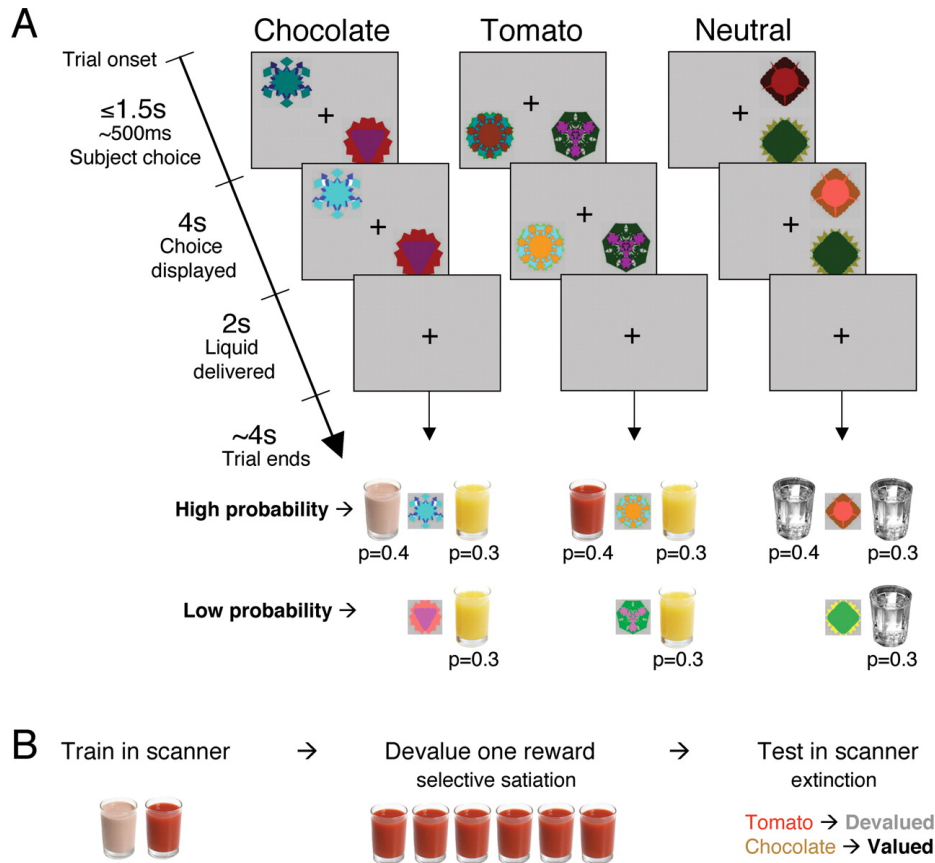 A
Chocolate Tomato Neutral
Trial onset
≤1.5s
~500ms
Subject choice
4s
Choice
displayed
2s
Liquid
delivered
~4s
Trial ends
High probability →
p=0.4 p=0.3 p=0.4 p=0.3 p=0.4 p=0.3
Low probability →
p=0.3 p=0.3 p=0.3
B
Train in scanner → Devalue one reward → Test in scanner
selective satiation extinction
Tomato → Devalued
Chocolate → Valued